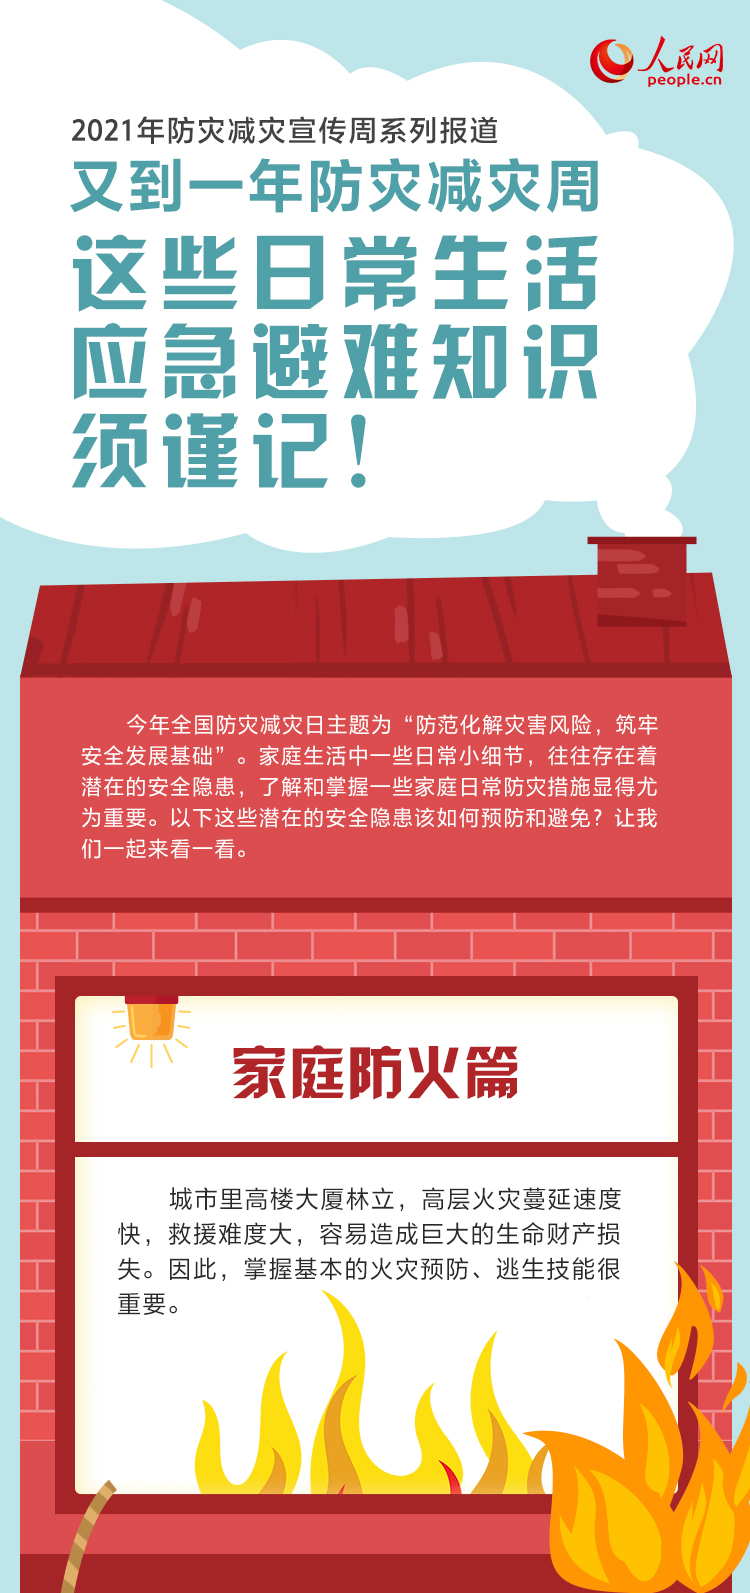 人民网
people.cn
2021年防灾减灾宣传周系列报道
又到一年防灾减灾周
这些日常生活
应急避难知识
须谨记！
今年全国防灾减灾日主题为“防范化解灾害风险，筑牢
安全发展基础”。家庭生活中一些日常小细节，往往存在着
潜在的安全隐患，了解和掌握一些家庭日常防灾措施显得尤
为重要。以下这些潜在的安全隐患该如何预防和避免？让我
们一起来看一看。
家庭防火篇
城市里高楼大厦林立，高层火灾蔓延速度
快，救援难度大，容易造成巨大的生命财产损
失。因此，掌握基本的火灾预防、逃生技能很
重要。